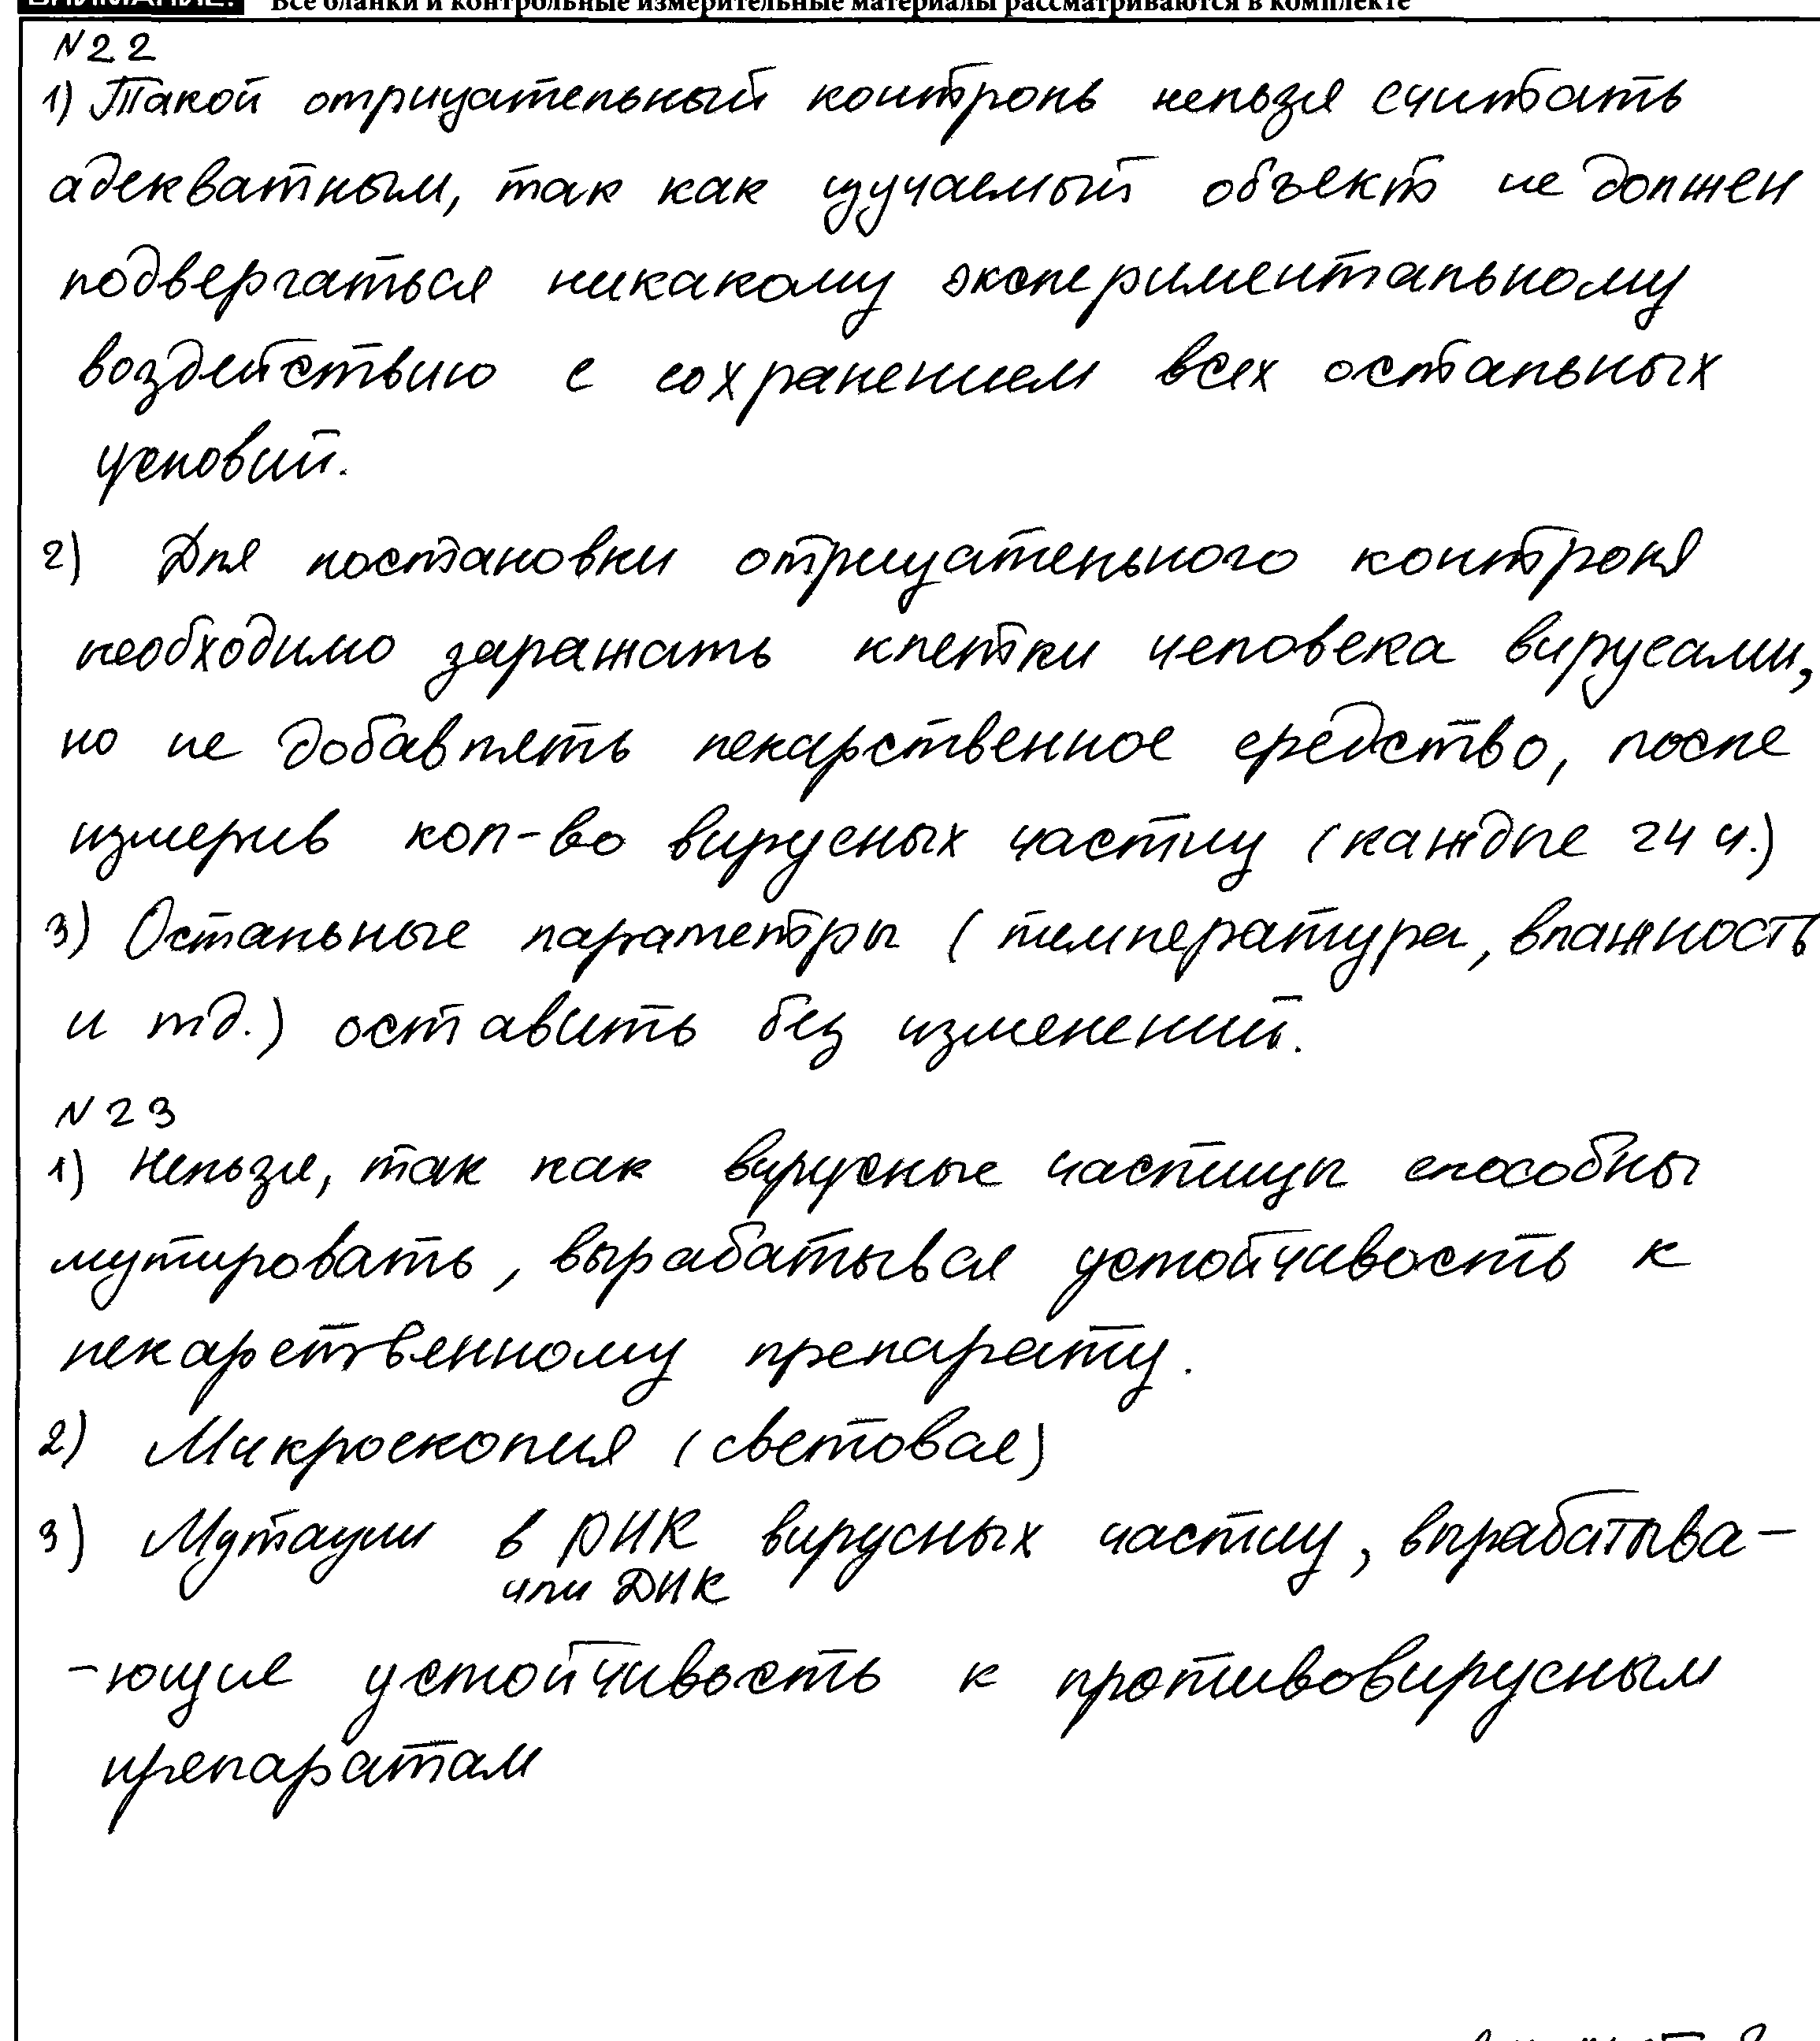 Все бланки и контрольные измерительные материалы рассматриваются в комплекте
N22
1) Такой отрицательный контроль нельзя считать
адекватным, так как изучаемый объект не должен
подвергаться никакому экспериментальному
воздействию с сохранением всех остальных
условий.
2) Для постановки отрицательного контроля
необходимо заражать клетки человека вирусами,
но не добавлять лекарственное средство, после
измерив кол-во вирусных частиц (каждые 24 ч.)
3) Остальные параметры (температура, влажность
и тд.) оставить без изменений.
N23
1) Нельзя, так как вирусные частицы способны
мутировать, вырабатывая устойчивость к
лекарственному препарату.
2) Микроскопия (световая)
3) Мутации в РНК вирусных частиц, вырабатыва-
или ДНК
-ющие устойчивость к противовирусным
препаратам